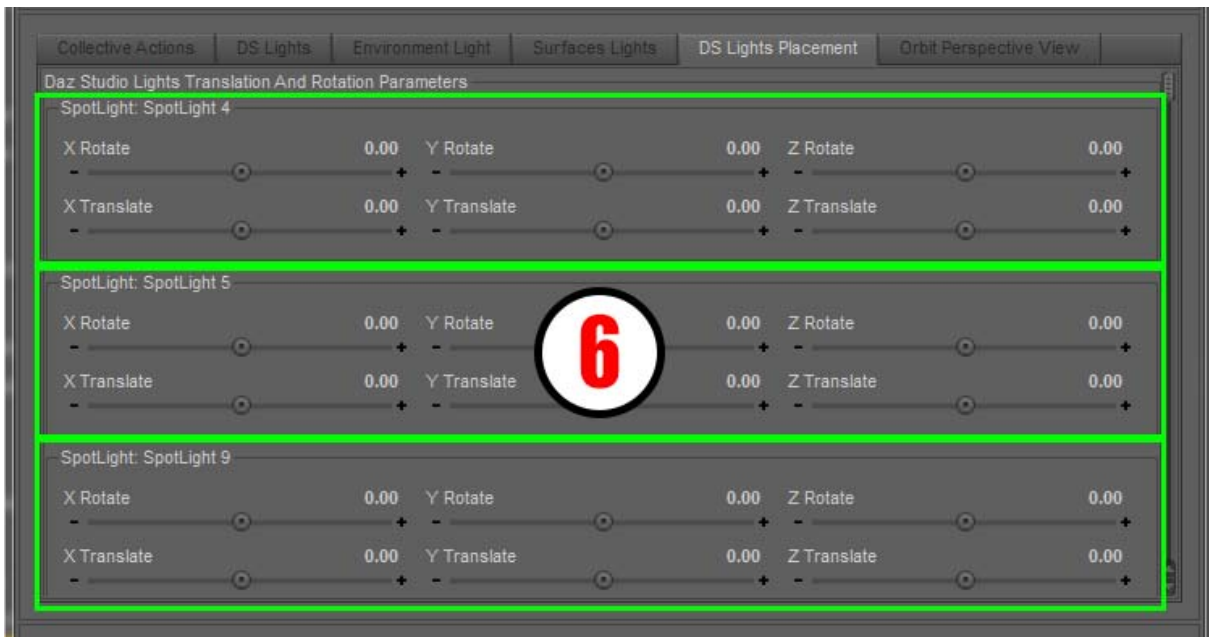 Collective Actions DS Lights Environment Light Surfaces Lights DS Lights Placement Orbit Perspective View
Daz Studio Lights Translation And Rotation Parameters
SpotLight: SpotLight 4
X Rotate 0.00 Y Rotate 0.00 Z Rotate 0.00
- + - + - +
X Translate 0.00 Y Translate 0.00 Z Translate 0.00
- + - + - +
SpotLight: SpotLight 5
X Rotate 0.00 Y Rotate 0.00 Z Rotate 0.00
- + - + - +
6
X Translate 0.00 Y Translate 0.00 Z Translate 0.00
- + - + - +
SpotLight: SpotLight 9
X Rotate 0.00 Y Rotate 0.00 Z Rotate 0.00
- + - + - +
X Translate 0.00 Y Translate 0.00 Z Translate 0.00
- + - + - +